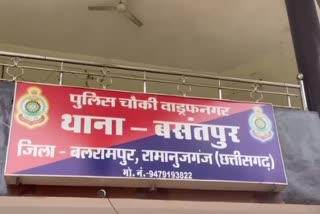 पुलिस चौकी वाड्रफनगर
थाना – बसंतपुर
जिला - बलरामपुर, रामानुजगंज (छत्तीसगढ़)
मो. नं.-9479193822